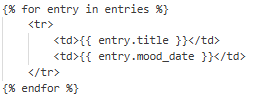 {% for entry in entries %}
    <tr>
        <td>{{ entry.title }}</td>
        <td>{{ entry.mood_date }}</td>
    </tr>
{% endfor %}